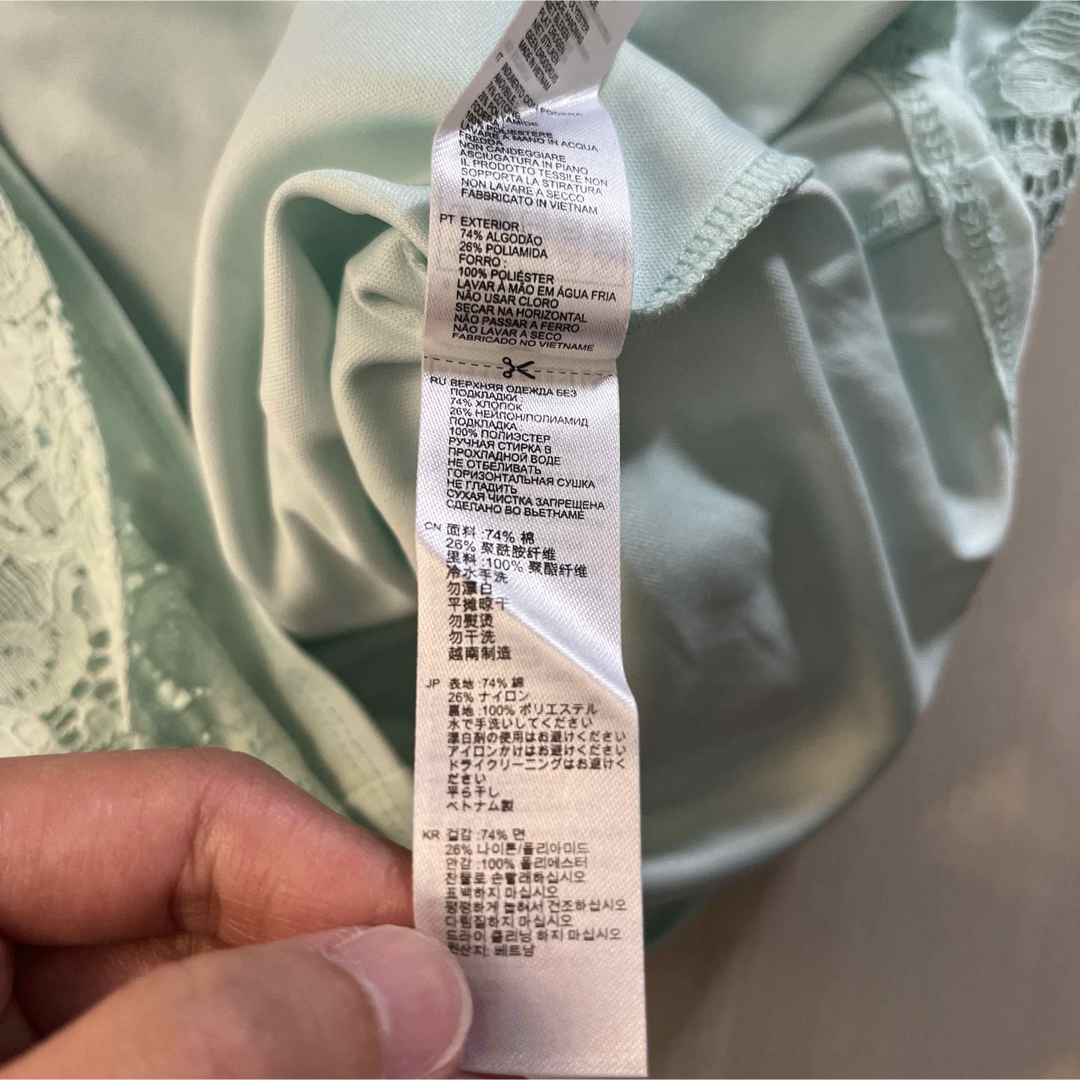 MADE IN VIETNAM
IT
LAVARE A MANO IN ACQUA
FREDDA
NON CANDEGGIARE
ASCIUGATURA IN PIANO
IL PRODOTTO TESSILE NON
SOPPORTA LA STIRATURA
NON LAVARE A SECCO
FABBRICATO IN VIETNAM
PT EXTERIOR :
74% ALGODÃO
26% POLIAMIDA
FORRO :
100% POLIÉSTER
LAVAR À MÃO EM ÁGUA FRIA
NÃO USAR CLORO
SECAR NA HORIZONTAL
NÃO PASSAR A FERRO
NÃO LAVAR A SECO
FABRICADO NO VIETNAME
RU ВЕРХНЯЯ ОДЕЖДА БЕЗ
ПОДКЛАДКИ :
74% ХЛОПОК
26% НЕЙЛОН/ПОЛИАМИД
ПОДКЛАДКА
100% ПОЛИЭСТЕР
РУЧНАЯ СТИРКА В
ПРОХЛАДНОЙ ВОДЕ
НЕ ОТБЕЛИВАТЬ
ГОРИЗОНТАЛЬНАЯ СУШКА
НЕ ГЛАДИТЬ
СУХАЯ ЧИСТКА ЗАПРЕЩЕНА
СДЕЛАНО ВО ВЬЕТНАМЕ
CN 面料 :74% 棉
26% 聚酰胺纤维
里料 :100% 聚酯纤维
冷水手洗
勿漂白
平摊晾干
勿熨烫
勿干洗
越南制造
JP 表地 :74% 綿
26% ナイロン
裏地 :100% ポリエステル
水で手洗いしてください
漂白剤の使用はお避けください
アイロンかけはお避けください
ドライクリーニングはお避けく
ださい
平ら干し
ベトナム製
KR 겉감 :74% 면
26% 나이론/폴리아미드
안감 :100% 폴리에스터
찬물로 손빨래하십시오
표백하지 마십시오
평평하게 펼쳐서 건조하십시오
다림질하지 마십시오
드라이 클리닝 하지 마십시오
원산지: 베트남